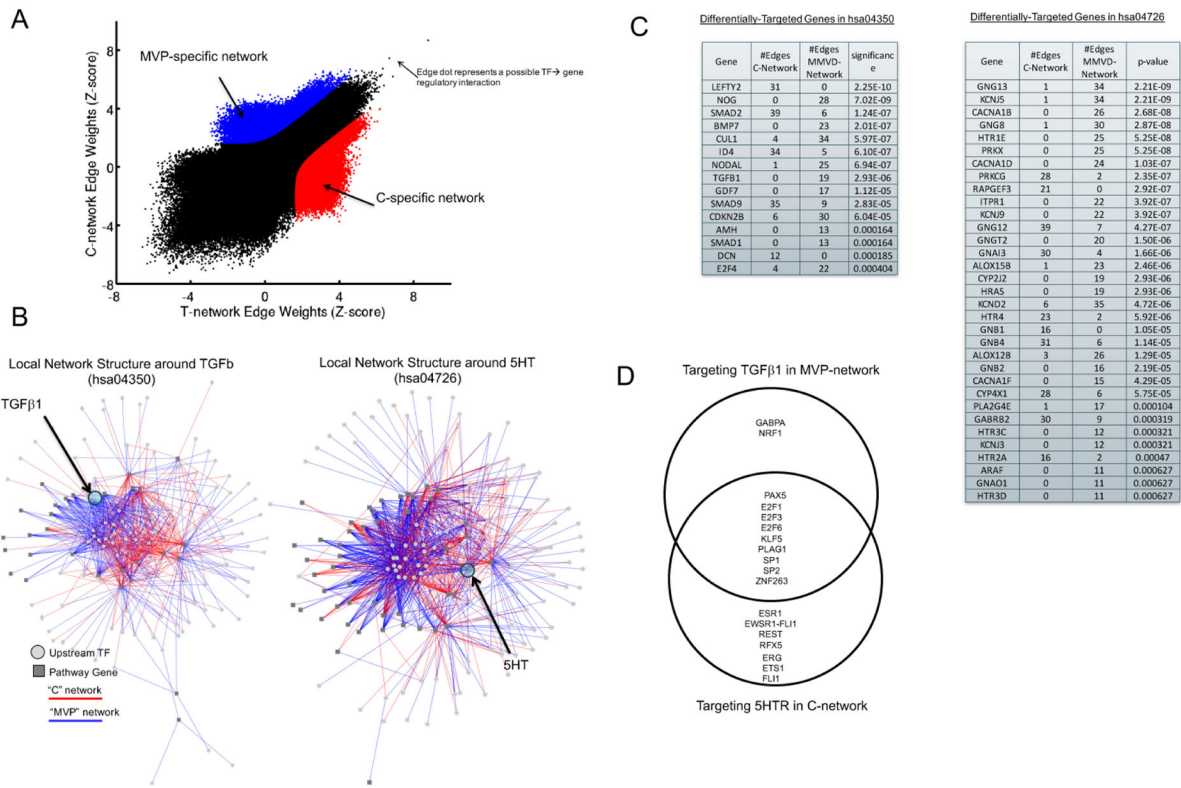 A
MVP-specific network
Edge dot represents a possible TF→ gene
regulatory interaction
C-specific network
C-network Edge Weights (Z-score)
8
4
0
-4
-8
-8
-4
0
4
8
T-network Edge Weights (Z-score)
B
Local Network Structure around TGFb
(hsa04350)
TGFβ1
Local Network Structure around 5HT
(hsa04726)
5HT
Upstream TF
Pathway Gene
"C" network
"MVP" network
C
Differentially-Targeted Genes in hsa04350
Gene #Edges C-Network #Edges MMVD-Network significanc e
LEFTY2 31 0 2.25E-10
NOG 0 28 7.02E-09
SMAD2 39 6 1.24E-07
BMP7 0 23 2.01E-07
CUL1 4 34 5.97E-07
ID4 34 5 6.10E-07
NODAL 1 25 6.94E-07
TGFB1 0 19 2.93E-06
GDF7 0 17 1.12E-05
SMAD9 35 9 2.83E-05
CDKN2B 6 30 6.04E-05
AMH 0 13 0.000164
SMAD1 0 13 0.000164
DCN 12 0 0.000185
E2F4 4 22 0.000404
Differentially-Targeted Genes in hsa04726
Gene #Edges C-Network #Edges MMVD-Network p-value
GNG13 1 34 2.21E-09
KCNJ5 1 34 2.21E-09
CACNA1B 0 26 2.68E-08
GNG8 1 30 2.87E-08
HTR1E 0 25 5.25E-08
PRKX 0 25 5.25E-08
CACNA1D 0 24 1.03E-07
PRKCG 28 2 2.35E-07
RAPGEF3 21 0 2.92E-07
ITPR1 0 22 3.92E-07
KCNJ9 0 22 3.92E-07
GNG12 39 7 4.27E-07
GNGT2 0 20 1.50E-06
GNAI3 30 4 1.66E-06
ALOX15B 1 23 2.46E-06
CYP2J2 0 19 2.93E-06
HRAS 0 19 2.93E-06
KCND2 6 35 4.72E-06
HTR4 23 2 5.92E-06
GNB1 16 0 1.05E-05
GNB4 31 6 1.14E-05
ALOX12B 3 26 1.29E-05
GNB2 0 16 2.19E-05
CACNA1F 0 15 4.29E-05
CYP4X1 28 6 5.75E-05
PLA2G4E 1 17 0.000104
GABRB2 30 9 0.000319
HTR3C 0 12 0.000321
KCNJ3 0 12 0.000321
HTR2A 16 2 0.00047
ARAF 0 11 0.000627
GNAO1 0 11 0.000627
HTR3D 0 11 0.000627
D
Targeting TGFβ1 in MVP-network
GABPA
NRF1
PAX5
E2F1
E2F3
E2F6
KLF5
PLAG1
SP1
SP2
ZNF263
ESR1
EWSR1-FLI1
REST
RFX5
ERG
ETS1
FLI1
Targeting 5HTR in C-network